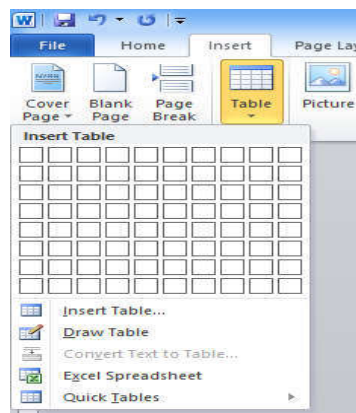 W
File Home Insert Page Lay
Cover Page Blank Page Page Break Table Picture
Insert Table
Insert Table...
Draw Table
Convert Text to Table...
Excel Spreadsheet
Quick Tables